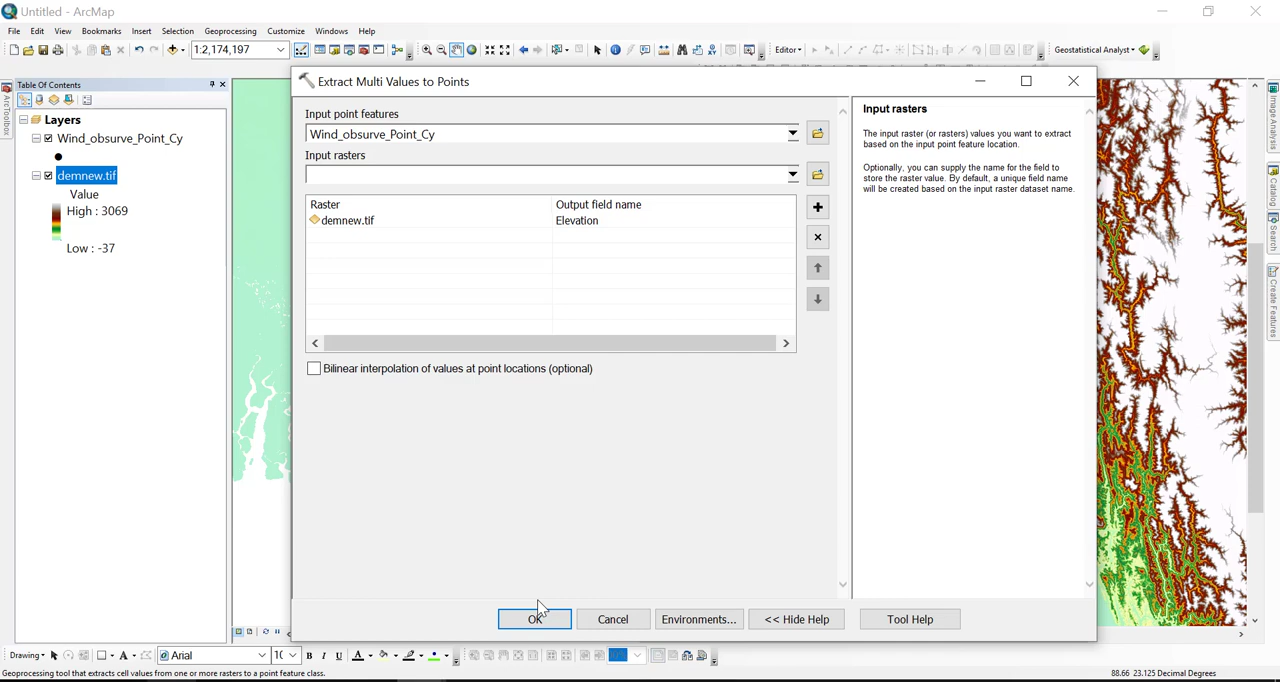 Untitled - ArcMap
File Edit View Bookmarks Insert Selection Geoprocessing Customize Windows Help
1:2,174,197 Editor Geostatistical Analyst
Table Of Contents
Layers
Wind_obsurve_Point_Cy
demnew.tif
Value
High : 3069
Low : -37
ArcToolbox
Extract Multi Values to Points
Input point features
Wind_obsurve_Point_Cy
Input rasters
Raster Output field name
demnew.tif Elevation
Bilinear interpolation of values at point locations (optional)
OK Cancel Environments... << Hide Help Tool Help
Input rasters
The input raster (or rasters) values you want to extract
based on the input point feature location.
Optionally, you can supply the name for the field to
store the raster value. By default, a unique field name
will be created based on the input raster dataset name.
Image Analysis
Catalog
Search
Create Features
Drawing Arial 10 B I U A
Geoprocessing tool that extracts cell values from one or more rasters to a point feature class.
88.66 23.125 Decimal Degrees